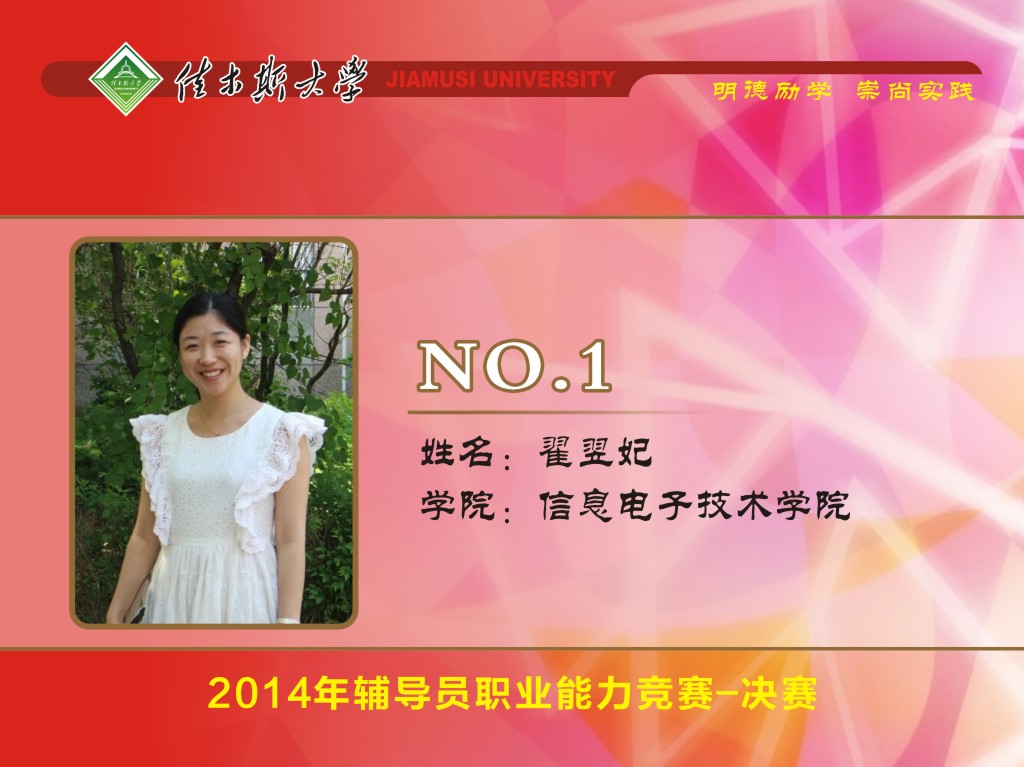 佳木斯大学 JIAMUSI UNIVERSITY
明德励学 崇尚实践
NO.1
姓名：翟翌妃
学院：信息电子技术学院
2014年辅导员职业能力竞赛-决赛